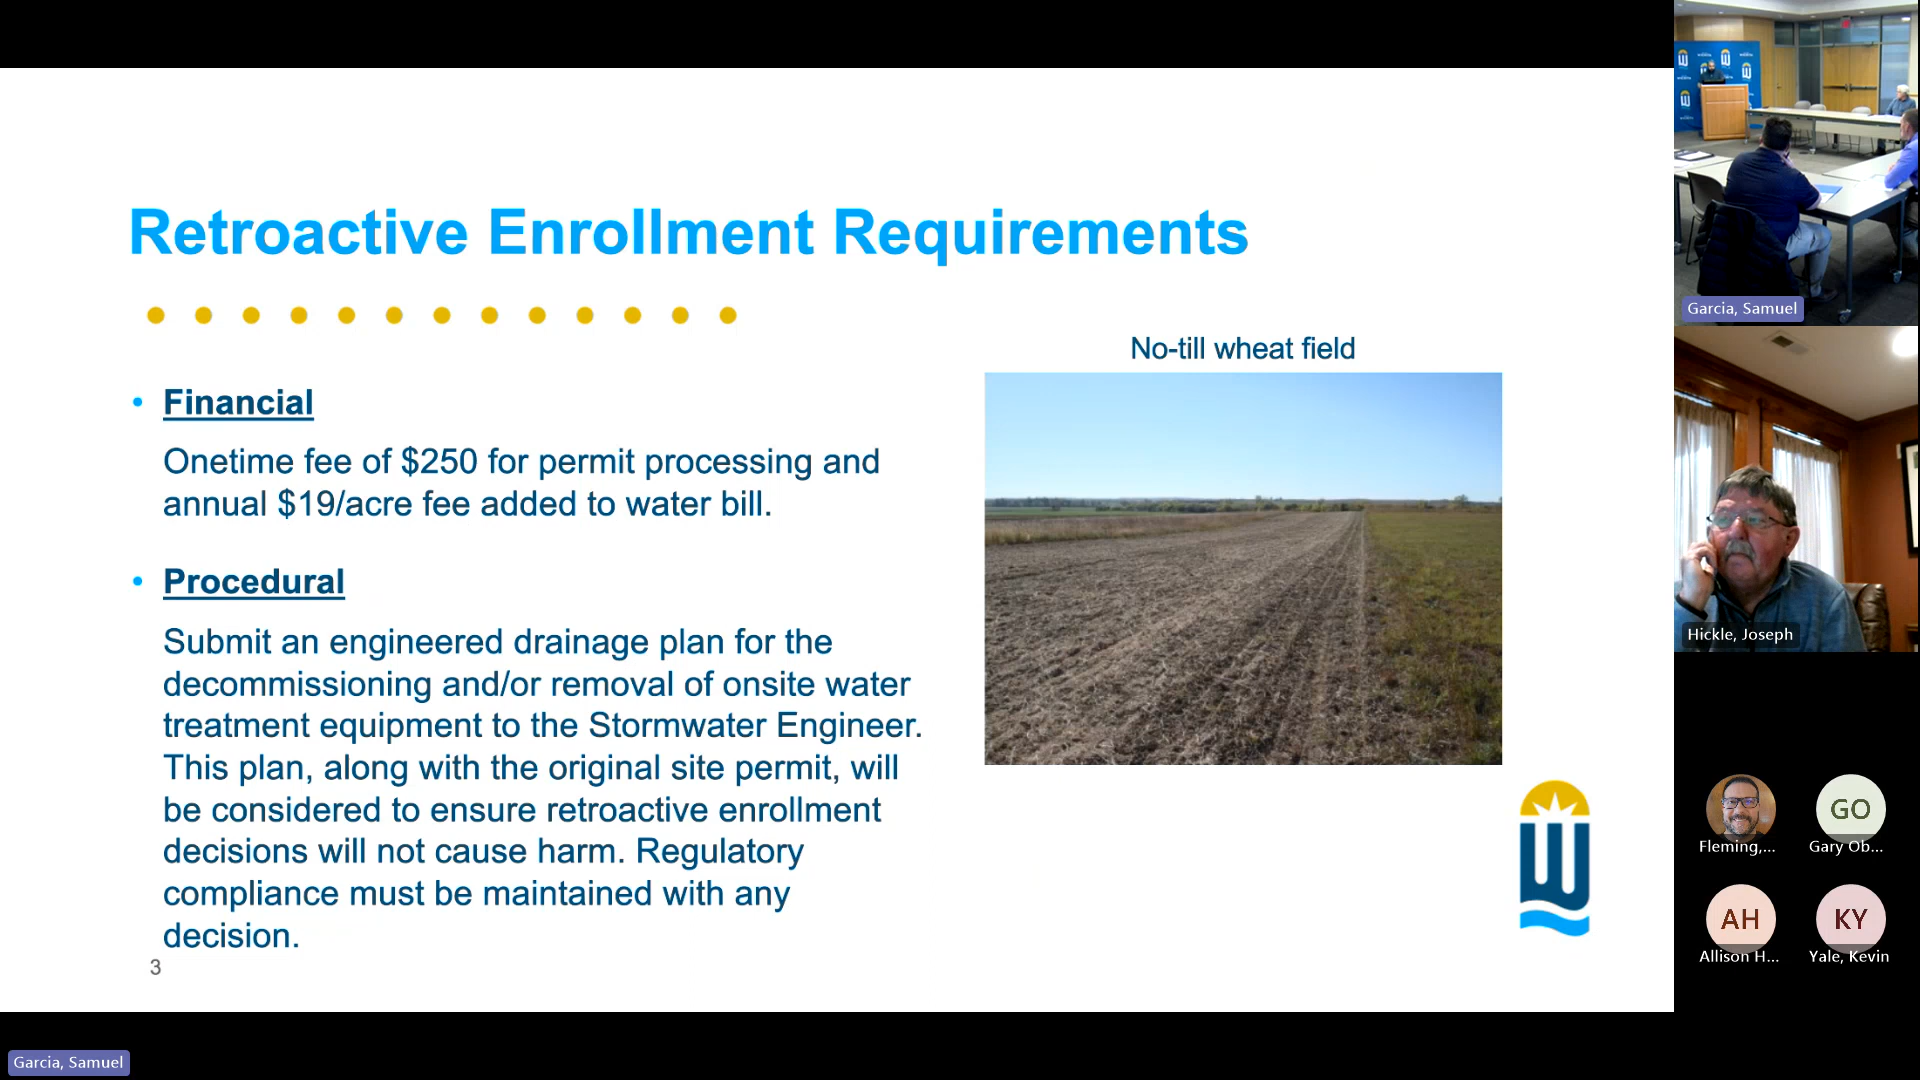 Retroactive Enrollment Requirements
No-till wheat field
• Financial
Onetime fee of $250 for permit processing and
annual $19/acre fee added to water bill.
• Procedural
Submit an engineered drainage plan for the
decommissioning and/or removal of onsite water
treatment equipment to the Stormwater Engineer.
This plan, along with the original site permit, will
be considered to ensure retroactive enrollment
decisions will not cause harm. Regulatory
compliance must be maintained with any
decision.
3
W
Garcia, Samuel
Hickle, Joseph
Fleming,...
GO
Gary Ob...
AH
Allison H...
KY
Yale, Kevin
Garcia, Samuel